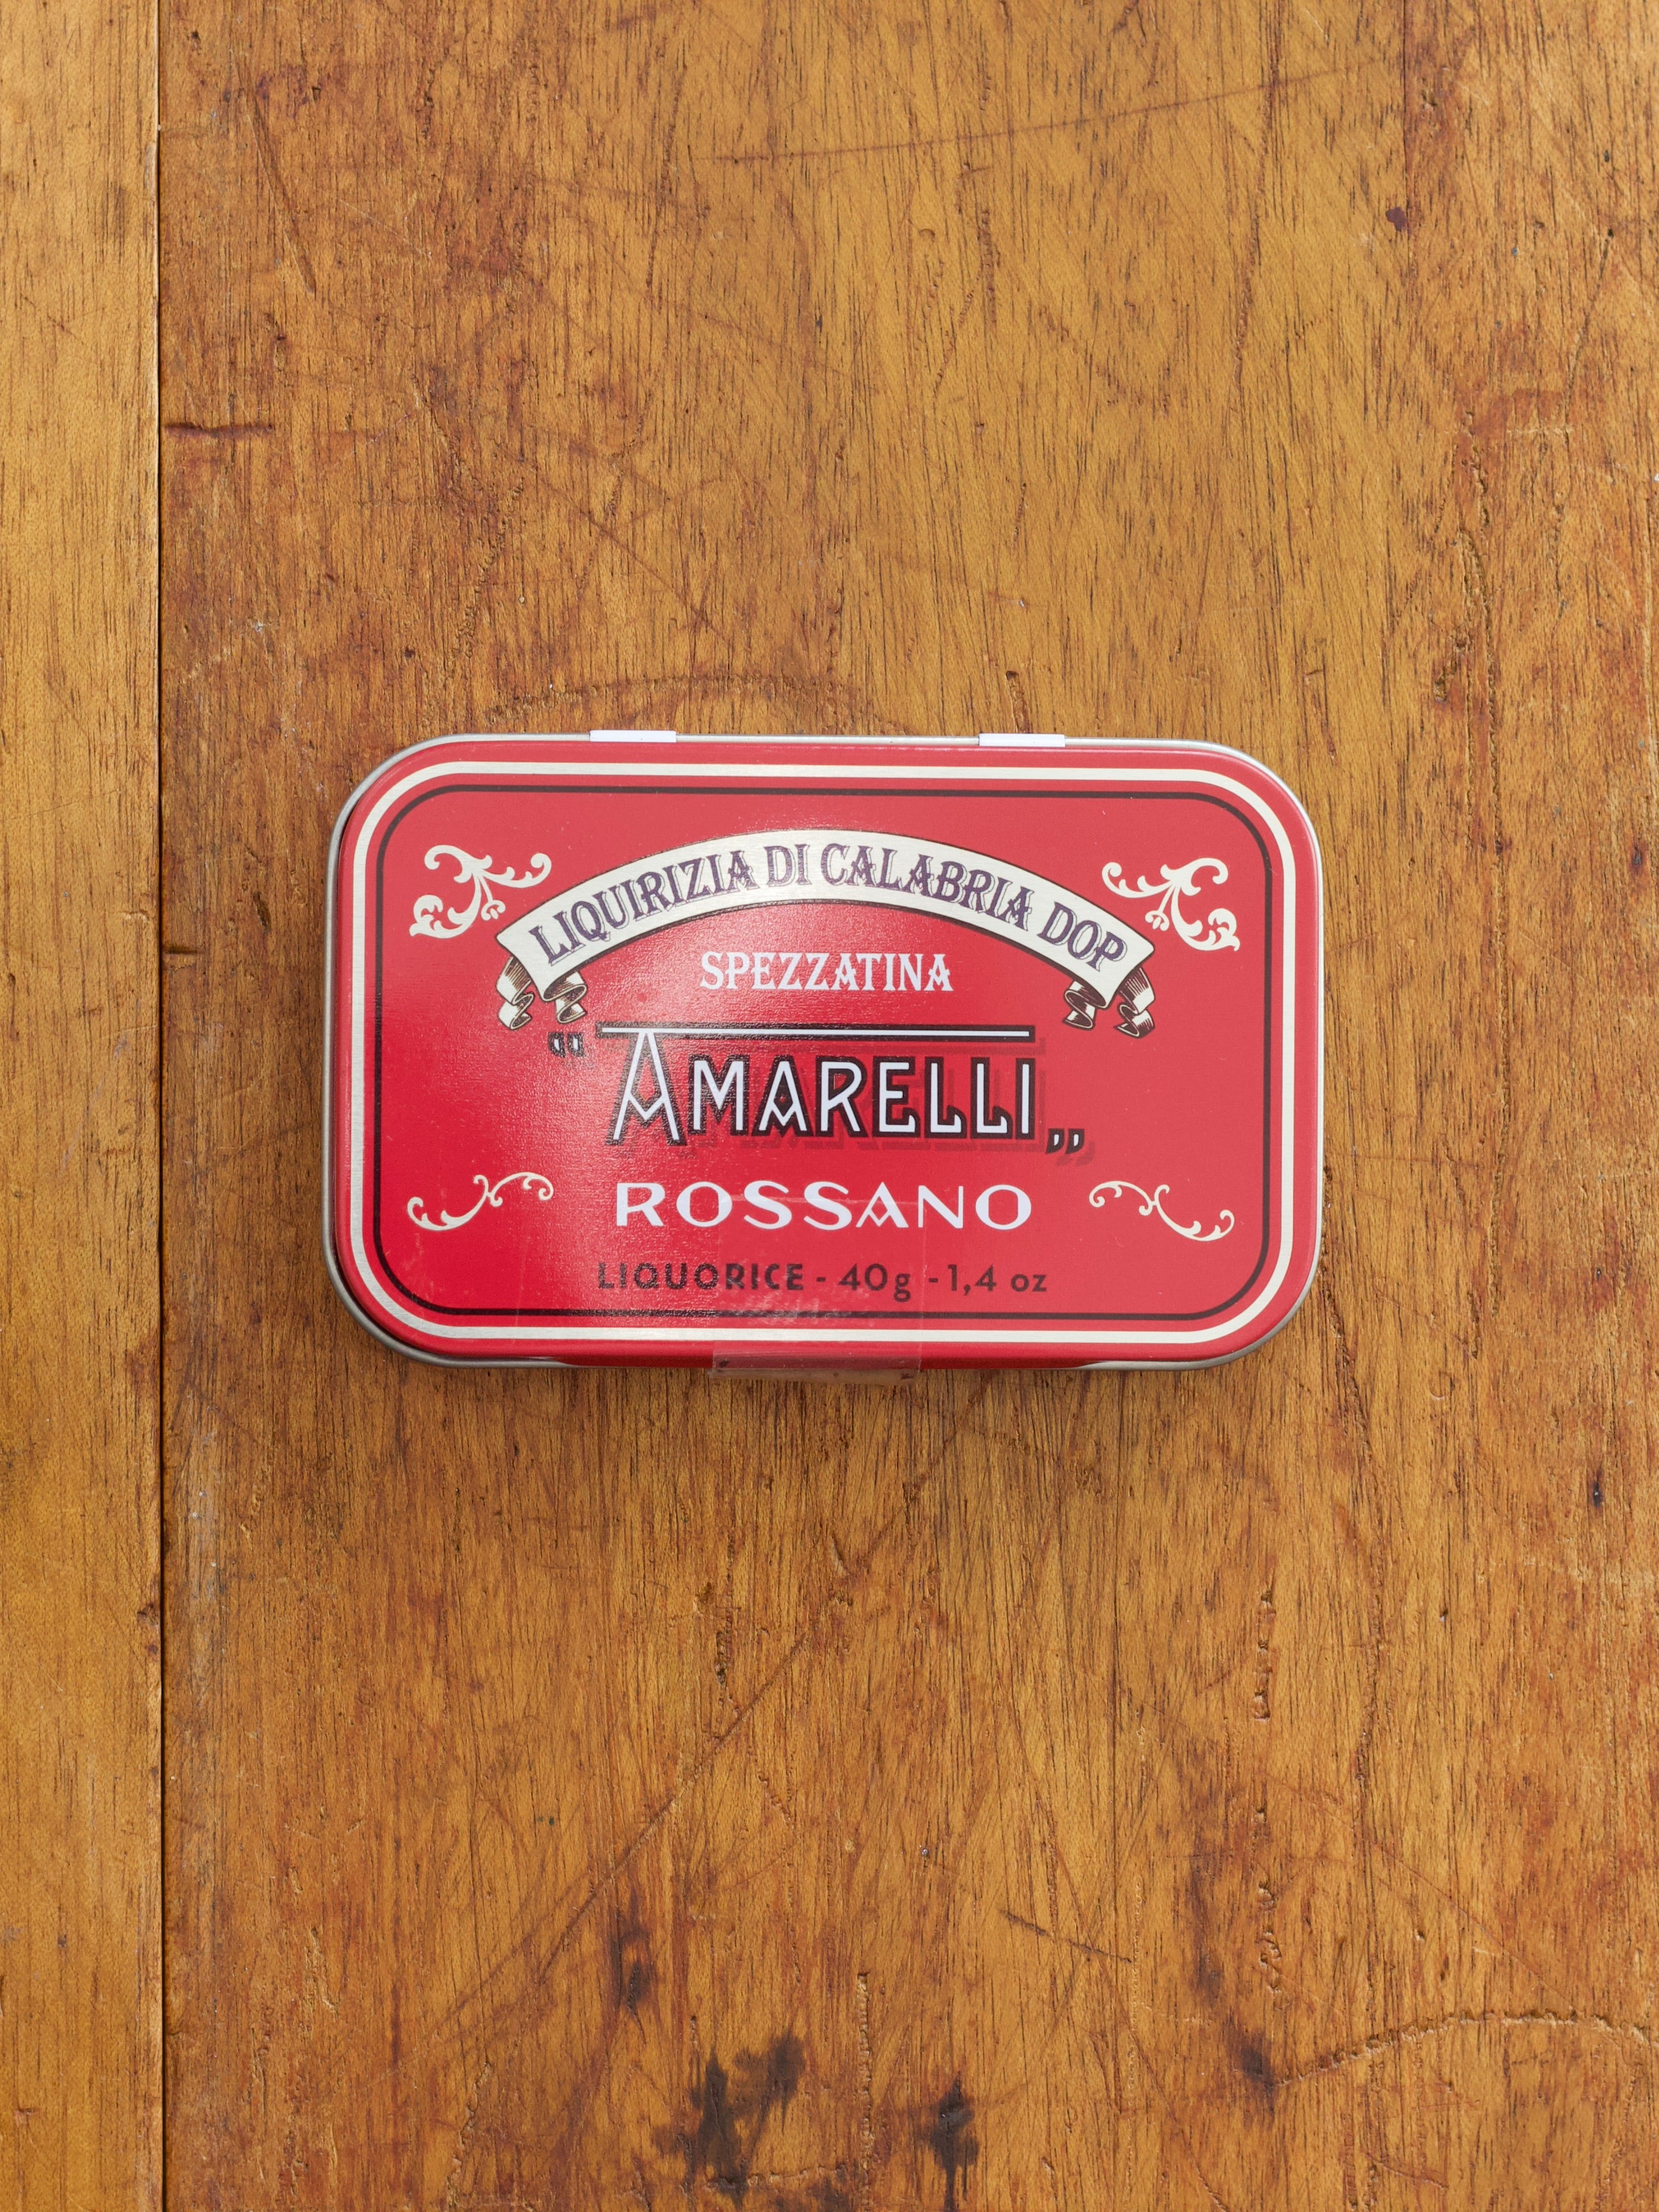 LIQUIRIZIA DI CALABRIA DOP
SPEZZATINA
“AMARELLI„
ROSSANO
LIQUORICE - 40g - 1,4 oz